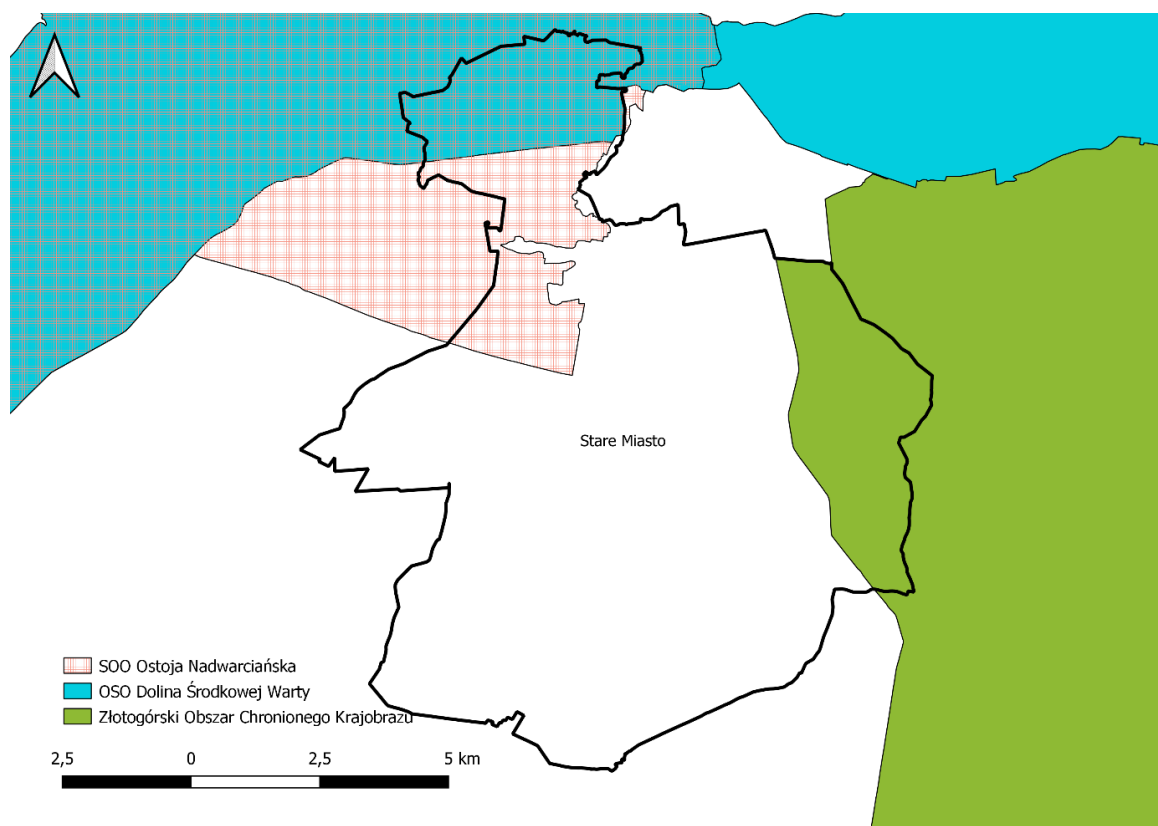 Stare Miasto
SOO Ostoja Nadwarciańska
OSO Dolina Środkowej Warty
Złotogórski Obszar Chronionego Krajobrazu
2,5 0 2,5 5 km